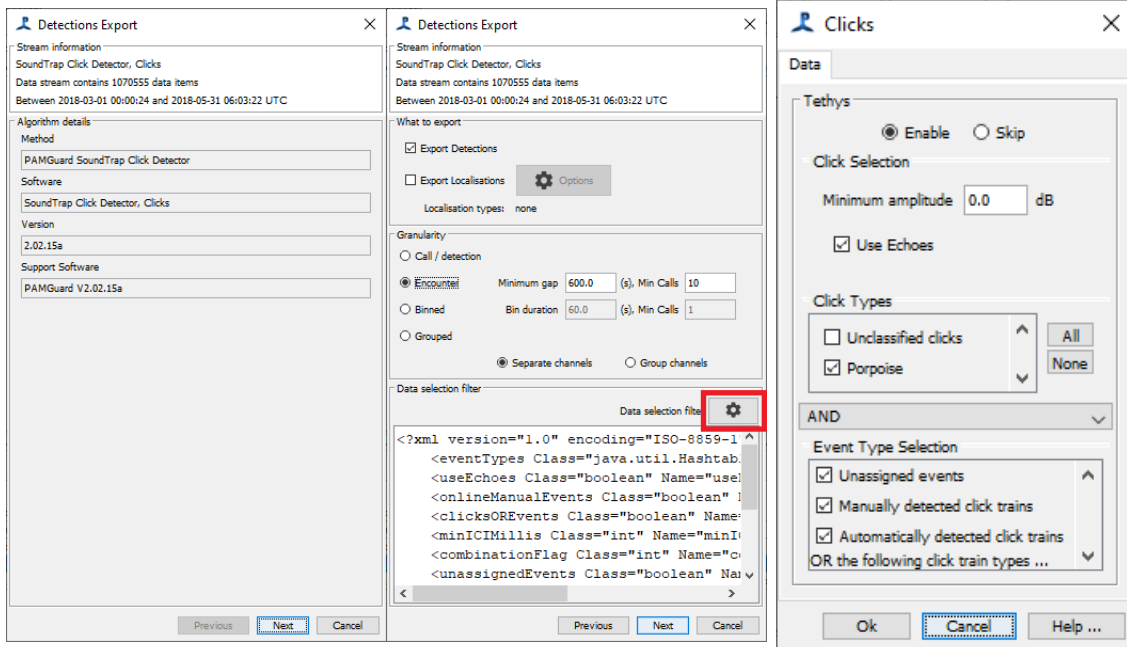 Detections Export
Stream information
SoundTrap Click Detector, Clicks
Data stream contains 1070555 data items
Between 2018-03-01 00:00:24 and 2018-05-31 06:03:22 UTC
Algorithm details
Method
PAMGuard SoundTrap Click Detector
Software
SoundTrap Click Detector, Clicks
Version
2.02.15a
Support Software
PAMGuard V2.02.15a
Previous Next Cancel
Detections Export
Stream information
SoundTrap Click Detector, Clicks
Data stream contains 1070555 data items
Between 2018-03-01 00:00:24 and 2018-05-31 06:03:22 UTC
What to export
Export Detections
Export Localisations Options
Localisation types: none
Granularity
Call / detection
Encounter Minimum gap 600.0 (s), Min Calls 10
Binned Bin duration 60.0 (s), Min Calls 1
Grouped
Separate channels Group channels
Data selection filter
Data selection filte
<?xml version="1.0" encoding="ISO-8859-1"
<eventTypes Class="java.util.Hashtab
<useEchoes Class="boolean" Name="useE
<onlineManualEvents Class="boolean" N
<clicksOREvents Class="boolean" Name=
<minICIMillis Class="int" Name="minIC
<combinationFlag Class="int" Name="co
<unassignedEvents Class="boolean" Nam
Previous Next Cancel
Clicks
Data
Tethys
Enable Skip
Click Selection
Minimum amplitude 0.0 dB
Use Echoes
Click Types
Unclassified clicks All
Porpoise None
AND
Event Type Selection
Unassigned events
Manually detected click trains
Automatically detected click trains
OR the following click train types ...
Ok Cancel Help ...